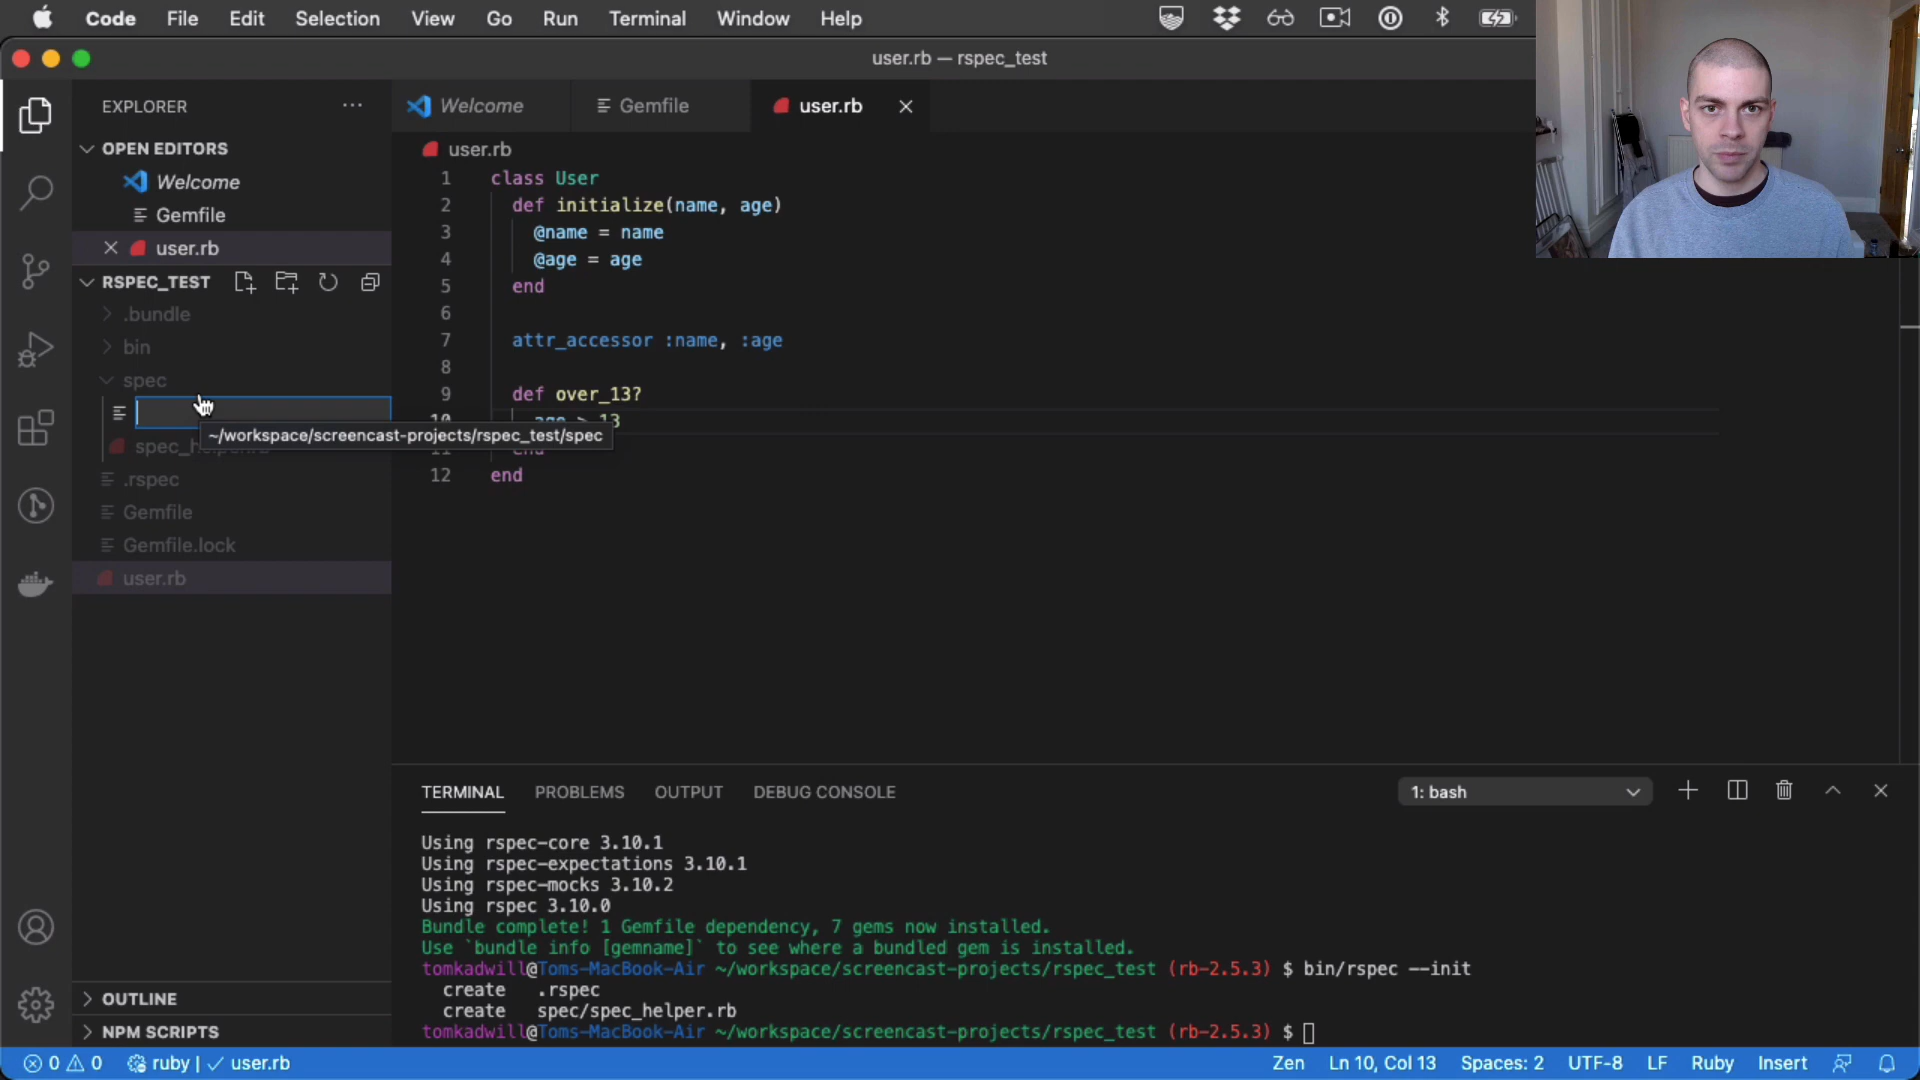 Code File Edit Selection View Go Run Terminal Window Help
user.rb — rspec_test
EXPLORER
OPEN EDITORS
Welcome
Gemfile
user.rb
RSPEC_TEST
.bundle
bin
spec
.rspec
Gemfile
Gemfile.lock
user.rb
OUTLINE
NPM SCRIPTS
Welcome Gemfile user.rb
user.rb
1 class User
2 def initialize(name, age)
3 @name = name
4 @age = age
5 end
6
7 attr_accessor :name, :age
8
9 def over_13?
10 age > 13
~/workspace/screencast-projects/rspec_test/spec
11 end
12 end
TERMINAL PROBLEMS OUTPUT DEBUG CONSOLE 1: bash
Using rspec-core 3.10.1
Using rspec-expectations 3.10.1
Using rspec-mocks 3.10.2
Using rspec 3.10.0
Bundle complete! 1 Gemfile dependency, 7 gems now installed.
Use `bundle info [gemname]` to see where a bundled gem is installed.
tomkadwill@Toms-MacBook-Air ~/workspace/screencast-projects/rspec_test (rb-2.5.3) $ bin/rspec --init
create .rspec
create spec/spec_helper.rb
tomkadwill@Toms-MacBook-Air ~/workspace/screencast-projects/rspec_test (rb-2.5.3) $
0 0 ruby | ✓ user.rb Zen Ln 10, Col 13 Spaces: 2 UTF-8 LF Ruby Insert